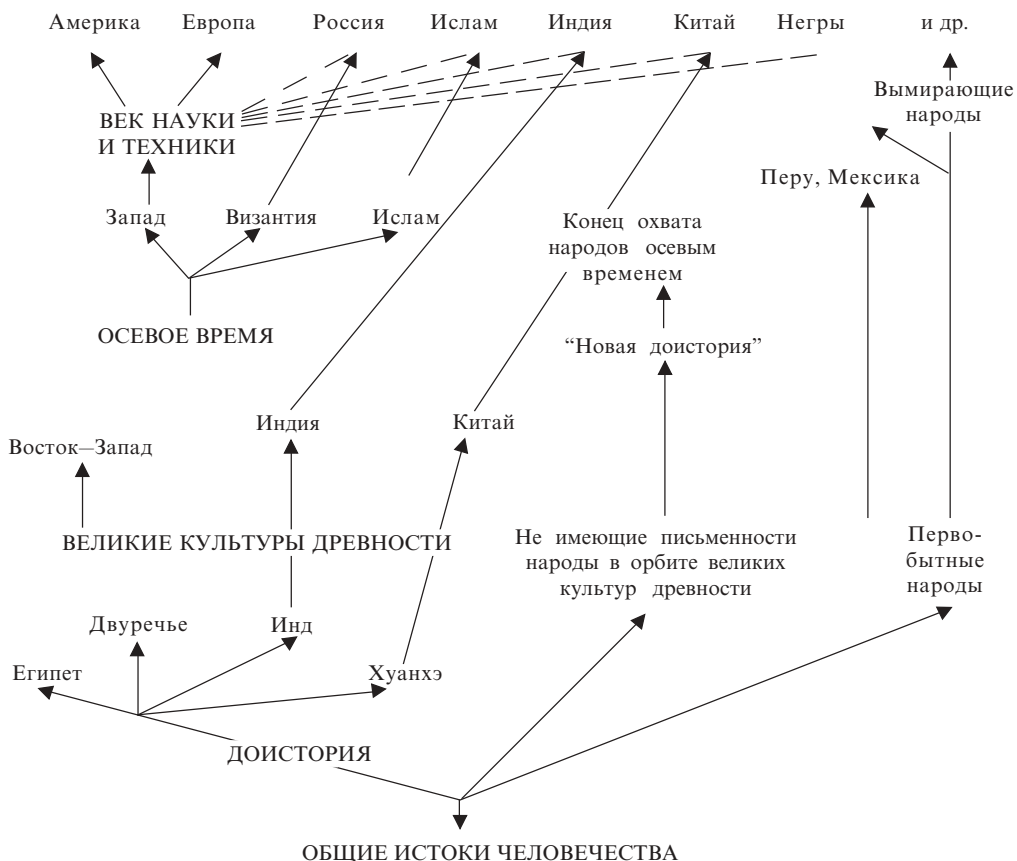 Америка Европа Россия Ислам Индия Китай Негры и др.
Вымирающие
народы
ВЕК НАУКИ
И ТЕХНИКИ
Перу, Мексика
Запад Византия Ислам
Конец охвата
народов осевым
временем
ОСЕВОЕ ВРЕМЯ
“Новая доистория”
Индия Китай
Восток—Запад
ВЕЛИКИЕ КУЛЬТУРЫ ДРЕВНОСТИ
Не имеющие письменности
народы в орбите великих
культур древности
Перво-
бытные
народы
Двуречье Инд
Египет Хуанхэ
ДОИСТОРИЯ
ОБЩИЕ ИСТОКИ ЧЕЛОВЕЧЕСТВА